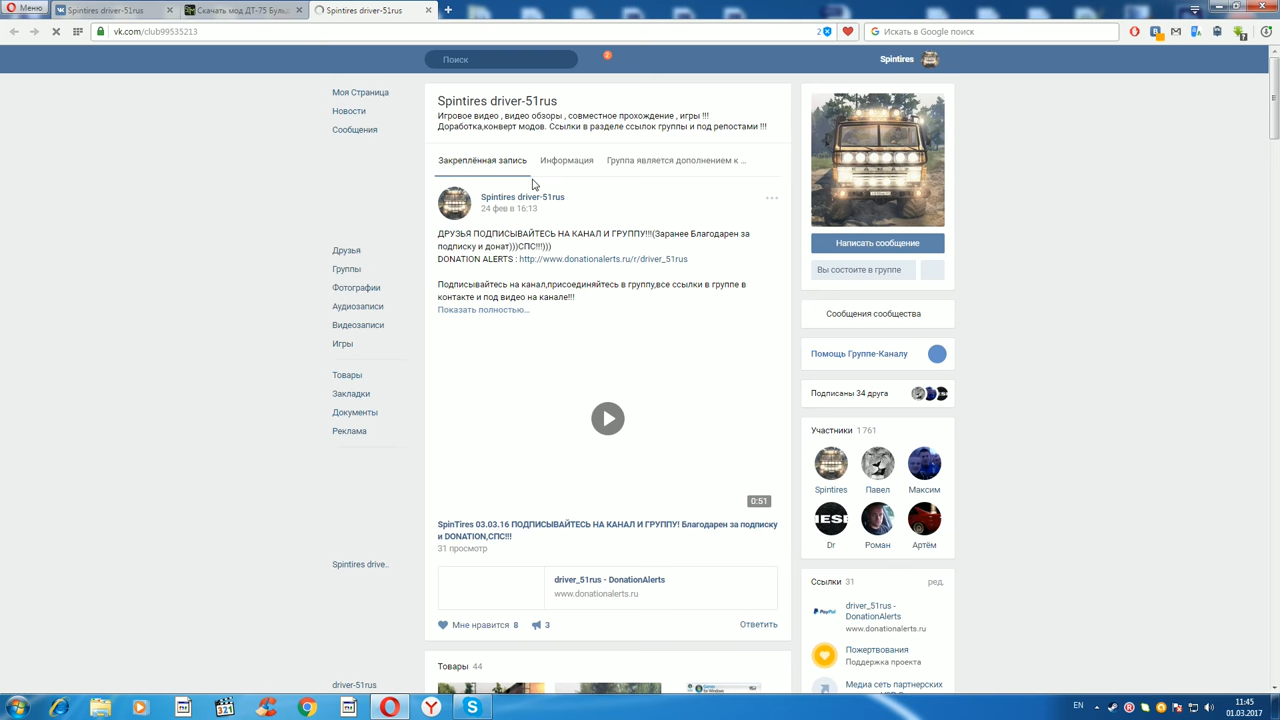 Меню
Spintires driver-51rus
Скачать мод ДТ-75 Буль
Spintires driver-51rus
vk.com/club99535213
2
Искать в Google поиск
Поиск
2
Spintires
Моя Страница
Новости
Сообщения
Друзья
Группы
Фотографии
Аудиозаписи
Видеозаписи
Игры
Товары
Закладки
Документы
Реклама
Spintires drive..
driver-51rus
Spintires driver-51rus
Игровое видео , видео обзоры , совместное прохождение , игры !!!
Доработка,конверт модов. Ссылки в разделе ссылок группы и под репостами !!!
Закреплённая запись
Информация
Группа является дополнением к ...
Spintires driver-51rus
24 фев в 16:13
ДРУЗЬЯ ПОДПИСЫВАЙТЕСЬ НА КАНАЛ И ГРУППУ!!!(Заранее Благодарен за
подписку и донат)))СПС!!!)))
DONATION ALERTS : http://www.donationalerts.ru/r/driver_51rus
Подписывайтесь на канал,присоединяйтесь в группу,все ссылки в группе в
контакте и под видео на канале!!!
Показать полностью...
0:51
SpinTires 03.03.16 ПОДПИСЫВАЙТЕСЬ НА КАНАЛ И ГРУППУ! Благодарен за подписку
и DONATION,СПС!!!
31 просмотр
driver_51rus - DonationAlerts
www.donationalerts.ru
Мне нравится 8
3
Ответить
Товары 44
Написать сообщение
Вы состоите в группе
Сообщения сообщества
Помощь Группе-Каналу
Подписаны 34 друга
Участники 1 761
Spintires
Павел
Максим
Dr
Роман
Артём
Ссылки 31
ред.
PayPal
driver_51rus -
DonationAlerts
www.donationalerts.ru
Пожертвования
Поддержка проекта
Медиа сеть партнерских
EN
11:45
01.03.2017